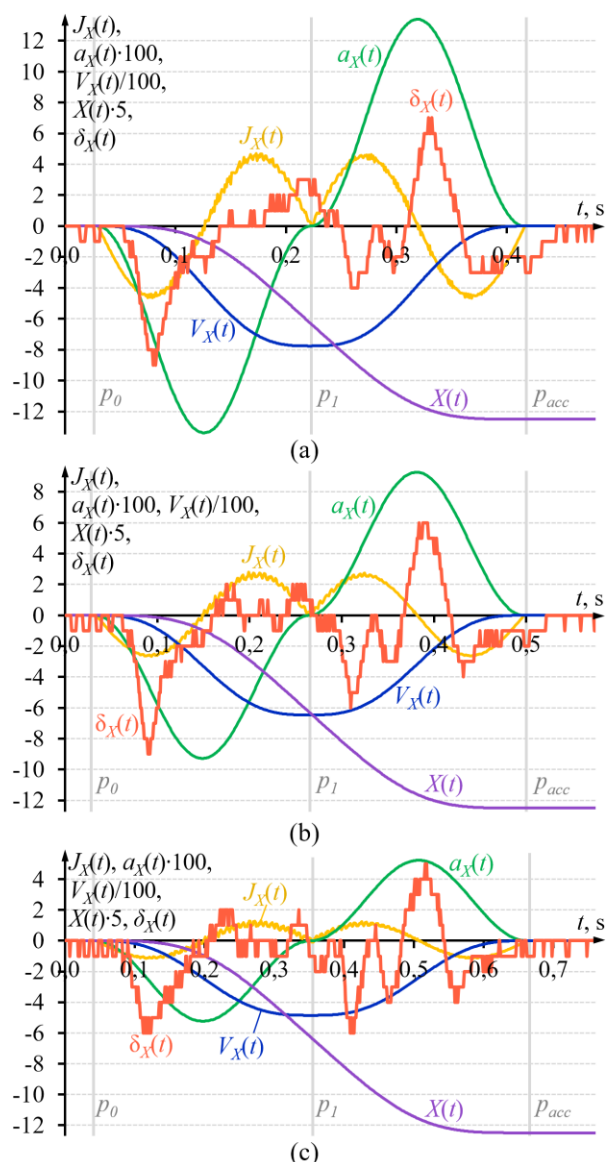 J_X(t),
a_X(t)·100,
V_X(t)/100,
X(t)·5,
δ_X(t)
12
10
8
6
4
2
0
-2
-4
-6
-8
-10
-12
a_X(t)
δ_X(t)
J_X(t)
t, s
0.0 0,1 0,2 0,3 0,4
V_X(t)
X(t)
p_0 p_1 p_acc
(a)
J_X(t),
a_X(t)·100, V_X(t)/100,
X(t)·5,
δ_X(t)
8
6
4
2
0
-2
-4
-6
-8
-10
-12
a_X(t)
J_X(t)
t, s
0.0 0,1 0,2 0,3 0,4 0,5
δ_X(t)
V_X(t)
X(t)
p_0 p_1 p_acc
(b)
J_X(t), a_X(t)·100,
V_X(t)/100,
X(t)·5, δ_X(t)
4
2
0
-2
-4
-6
-8
-10
-12
J_X(t)
a_X(t)
t, s
0.0 0,1 0,2 0,3 0,4 0,5 0,6 0,7
δ_X(t)
V_X(t)
X(t)
p_0 p_1 p_acc
(c)